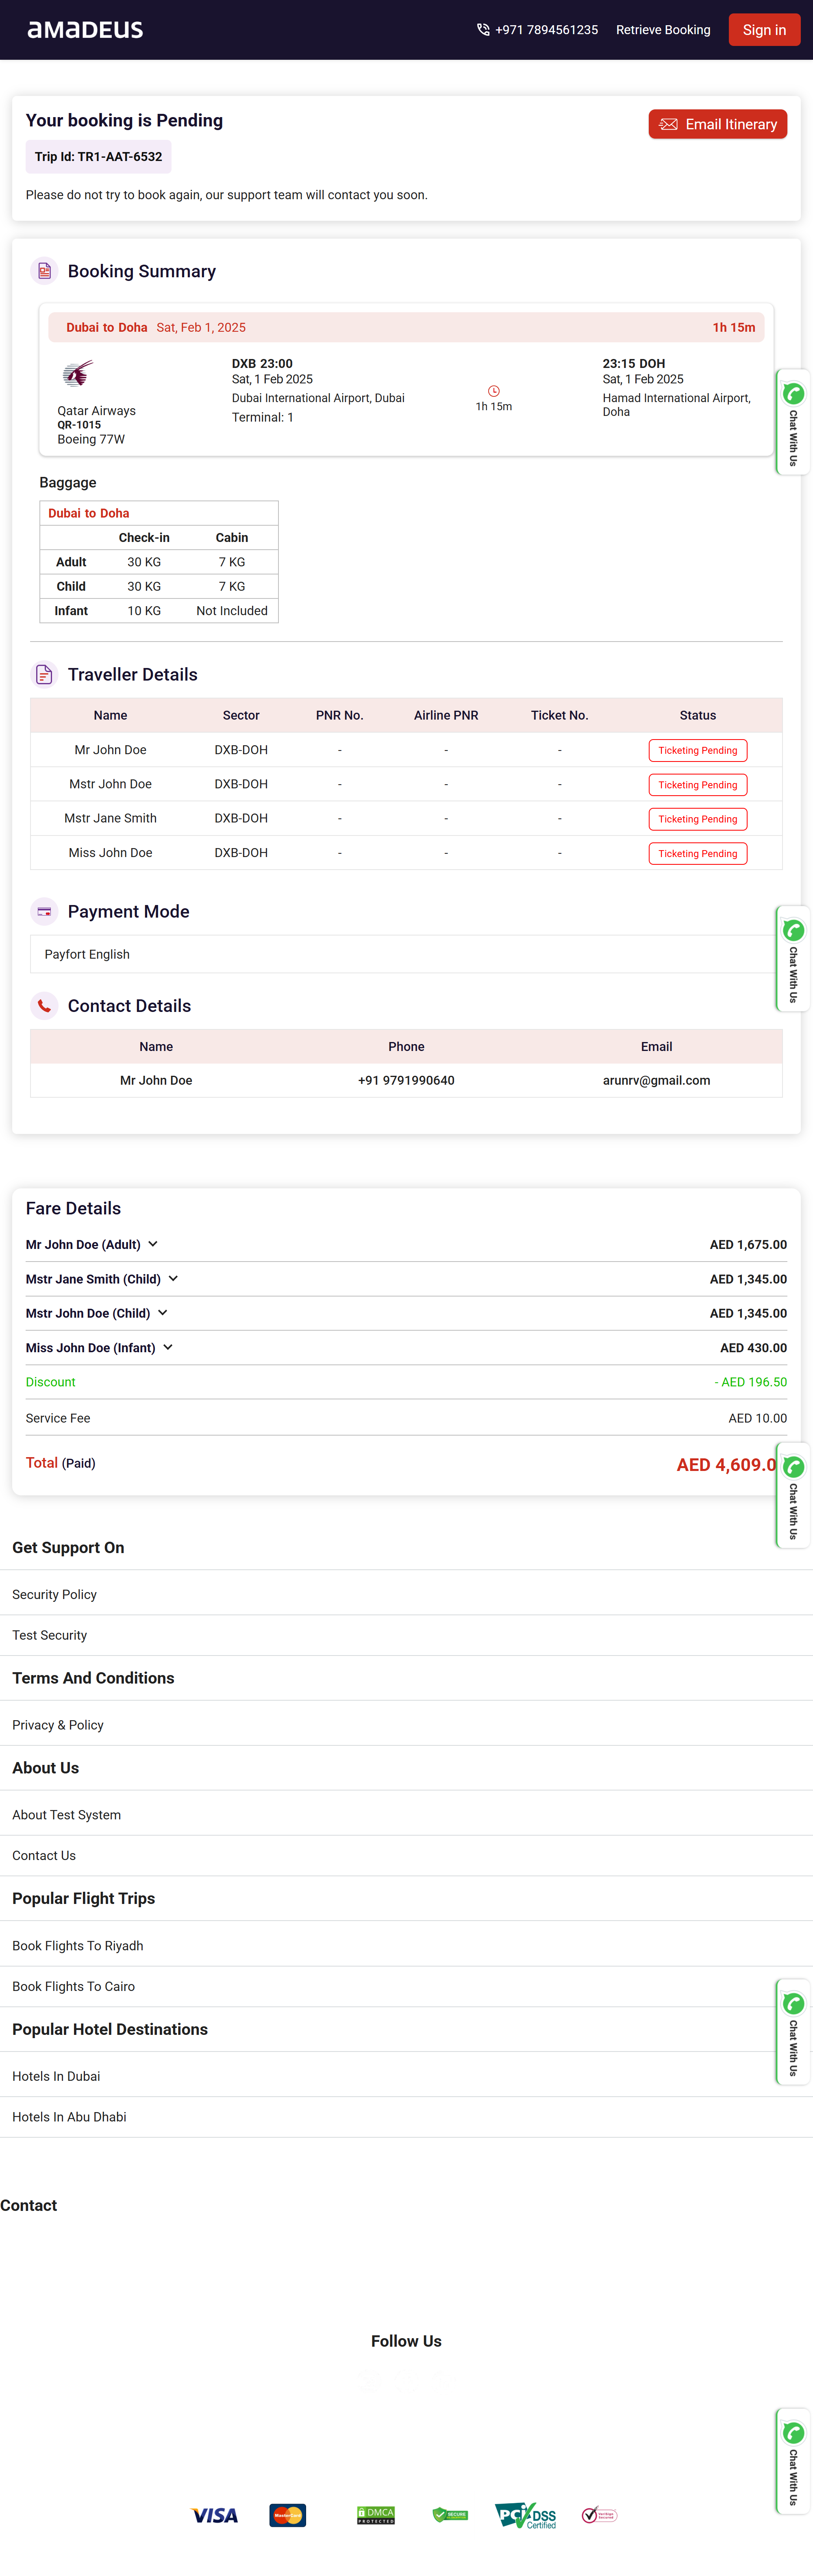 amadeus
+971 7894561235 Retrieve Booking Sign in
Your booking is Pending
Email Itinerary
Trip Id: TR1-AAT-6532
Please do not try to book again, our support team will contact you soon.
Booking Summary
Dubai to Doha Sat, Feb 1, 2025 1h 15m
DXB 23:00 23:15 DOH
Sat, 1 Feb 2025 Sat, 1 Feb 2025
Dubai International Airport, Dubai 1h 15m Hamad International Airport,
Doha
Terminal: 1
Qatar Airways
QR-1015
Boeing 77W
Chat With Us
Baggage
Dubai to Doha
Check-in Cabin
Adult 30 KG 7 KG
Child 30 KG 7 KG
Infant 10 KG Not Included
Traveller Details
Name Sector PNR No. Airline PNR Ticket No. Status
Mr John Doe DXB-DOH - - - Ticketing Pending
Mstr John Doe DXB-DOH - - - Ticketing Pending
Mstr Jane Smith DXB-DOH - - - Ticketing Pending
Miss John Doe DXB-DOH - - - Ticketing Pending
Payment Mode
Payfort English
Chat With Us
Contact Details
Name Phone Email
Mr John Doe +91 9791990640 arunrv@gmail.com
Fare Details
Mr John Doe (Adult) AED 1,675.00
Mstr Jane Smith (Child) AED 1,345.00
Mstr John Doe (Child) AED 1,345.00
Miss John Doe (Infant) AED 430.00
Discount - AED 196.50
Service Fee AED 10.00
Total (Paid) AED 4,609.0
Chat With Us
Get Support On
Security Policy
Test Security
Terms And Conditions
Privacy & Policy
About Us
About Test System
Contact Us
Popular Flight Trips
Book Flights To Riyadh
Book Flights To Cairo
Popular Hotel Destinations
Chat With Us
Hotels In Dubai
Hotels In Abu Dhabi
Contact
Follow Us
Chat With Us
VISA MasterCard DMCA PROTECTED SECURE PCI DSS Certified